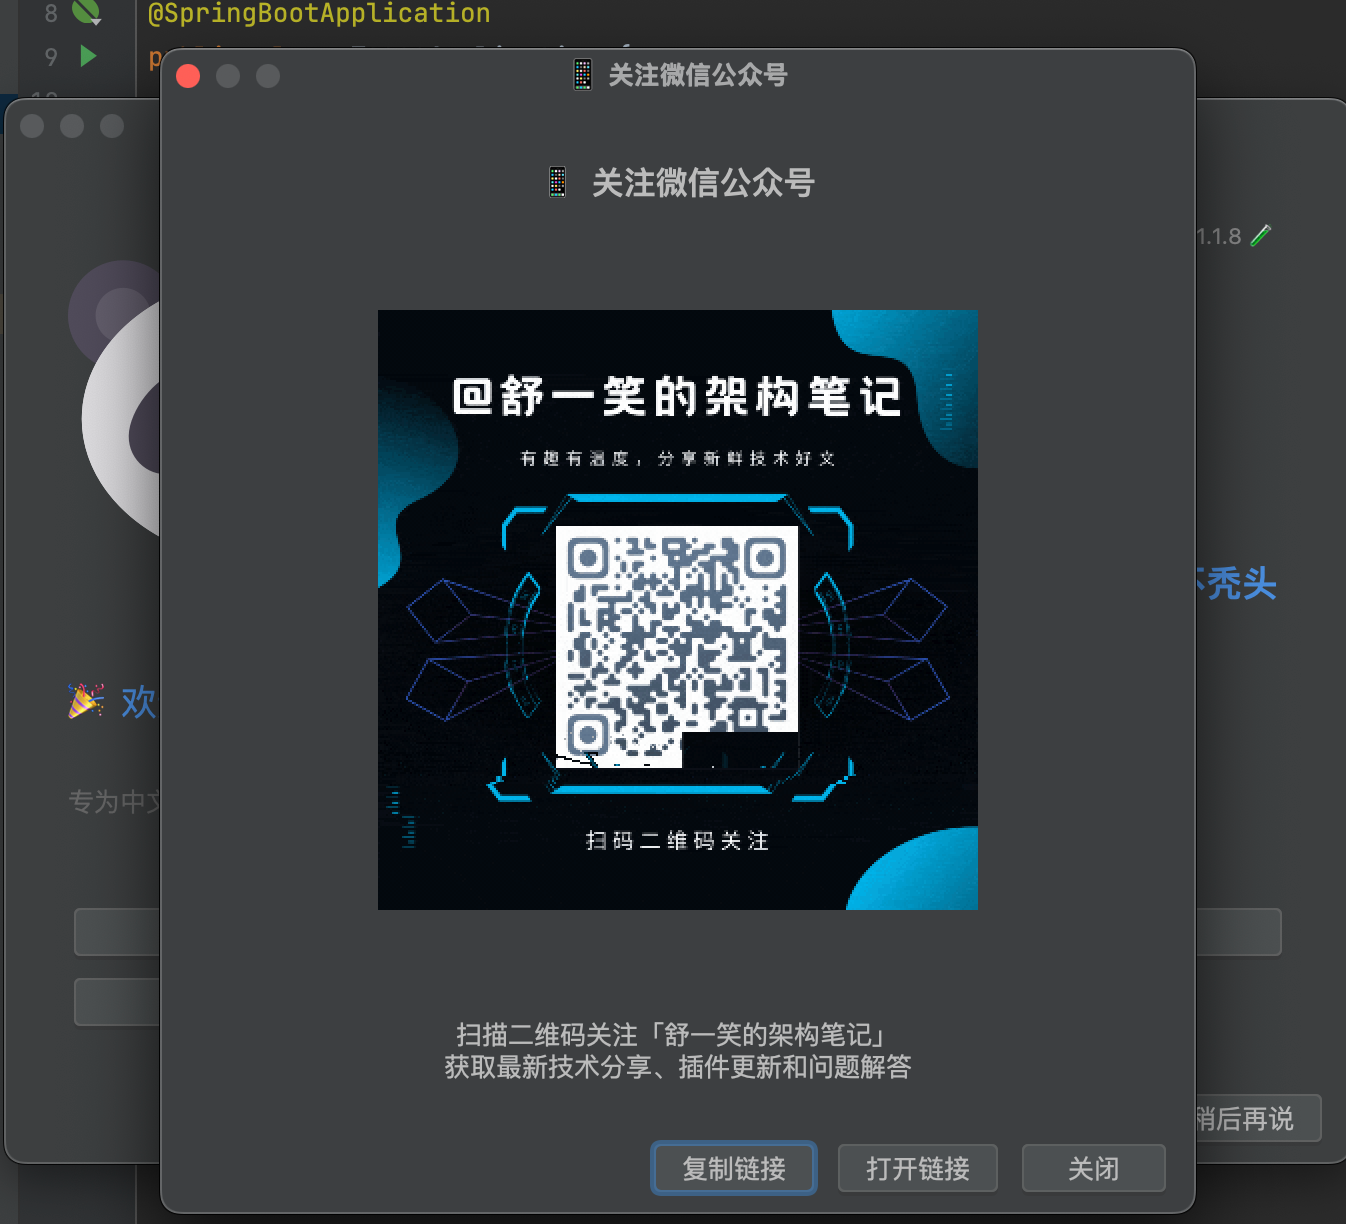 8
@SpringBootApplication
9
📱 关注微信公众号
📱 关注微信公众号
1.1.8
@舒一笑的架构笔记
有趣有温度，分享新鲜技术好文
秃头
🎉 欢
专为中文
扫码二维码关注
扫描二维码关注「舒一笑的架构笔记」
获取最新技术分享、插件更新和问题解答
稍后再说
复制链接
打开链接
关闭